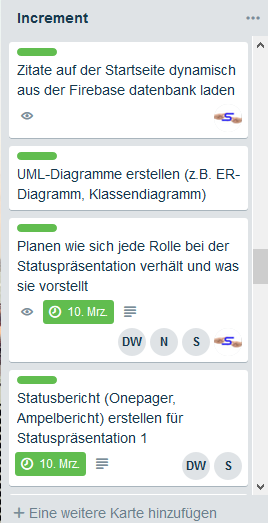 Increment
Zitate auf der Startseite dynamisch
aus der Firebase datenbank laden
S
UML-Diagramme erstellen (z.B. ER-
Diagramm, Klassendiagramm)
Planen wie sich jede Rolle bei der
Statuspräsentation verhält und was
sie vorstellt
10. Mrz.
DW N S S
Statusbericht (Onepager,
Ampelbericht) erstellen für
Statuspräsentation 1
10. Mrz.
DW S
+ Eine weitere Karte hinzufügen